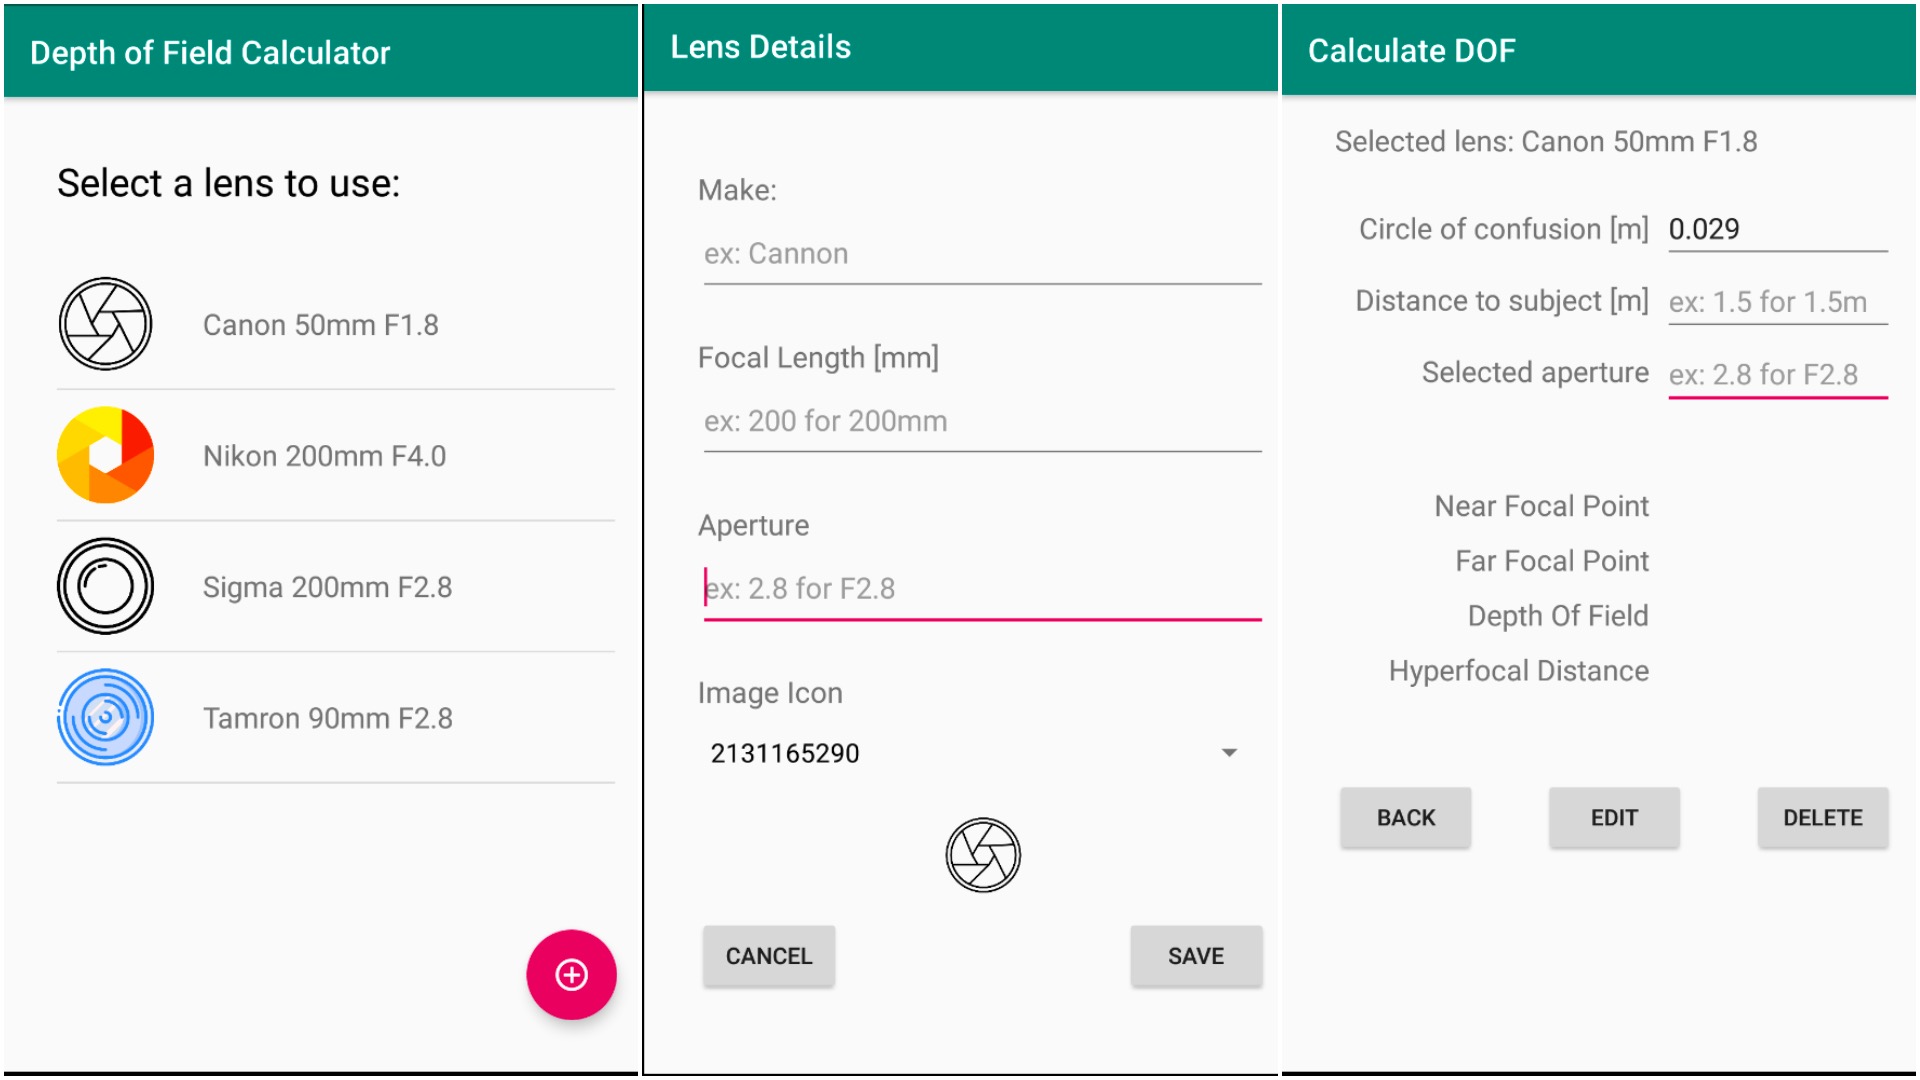 Depth of Field Calculator
Select a lens to use:
Canon 50mm F1.8
Nikon 200mm F4.0
Sigma 200mm F2.8
Tamron 90mm F2.8
Lens Details
Make:
ex: Cannon
Focal Length [mm]
ex: 200 for 200mm
Aperture
ex: 2.8 for F2.8
Image Icon
2131165290
CANCEL
SAVE
Calculate DOF
Selected lens: Canon 50mm F1.8
Circle of confusion [m] 0.029
Distance to subject [m] ex: 1.5 for 1.5m
Selected aperture ex: 2.8 for F2.8
Near Focal Point
Far Focal Point
Depth Of Field
Hyperfocal Distance
BACK
EDIT
DELETE